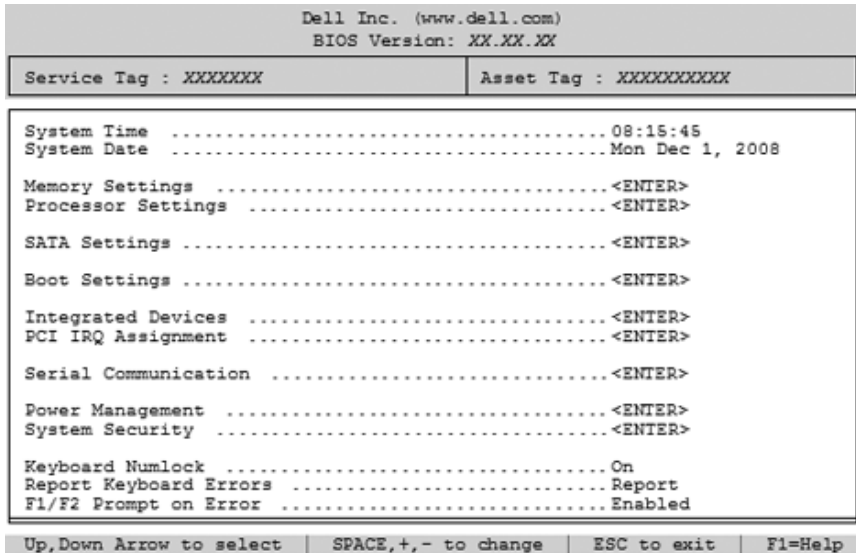 Dell Inc. (www.dell.com)
BIOS Version: XX.XX.XX
Service Tag : XXXXXXX Asset Tag : XXXXXXXXXX
System Time ......................................08:15:45
System Date ......................................Mon Dec 1, 2008
Memory Settings ..................................<ENTER>
Processor Settings ...............................<ENTER>
SATA Settings .....................................<ENTER>
Boot Settings .....................................<ENTER>
Integrated Devices ...............................<ENTER>
PCI IRQ Assignment ...............................<ENTER>
Serial Communication .............................<ENTER>
Power Management .................................<ENTER>
System Security ..................................<ENTER>
Keyboard Numlock .................................On
Report Keyboard Errors ...........................Report
F1/F2 Prompt on Error ............................Enabled
Up,Down Arrow to select | SPACE,+,- to change | ESC to exit | F1=Help